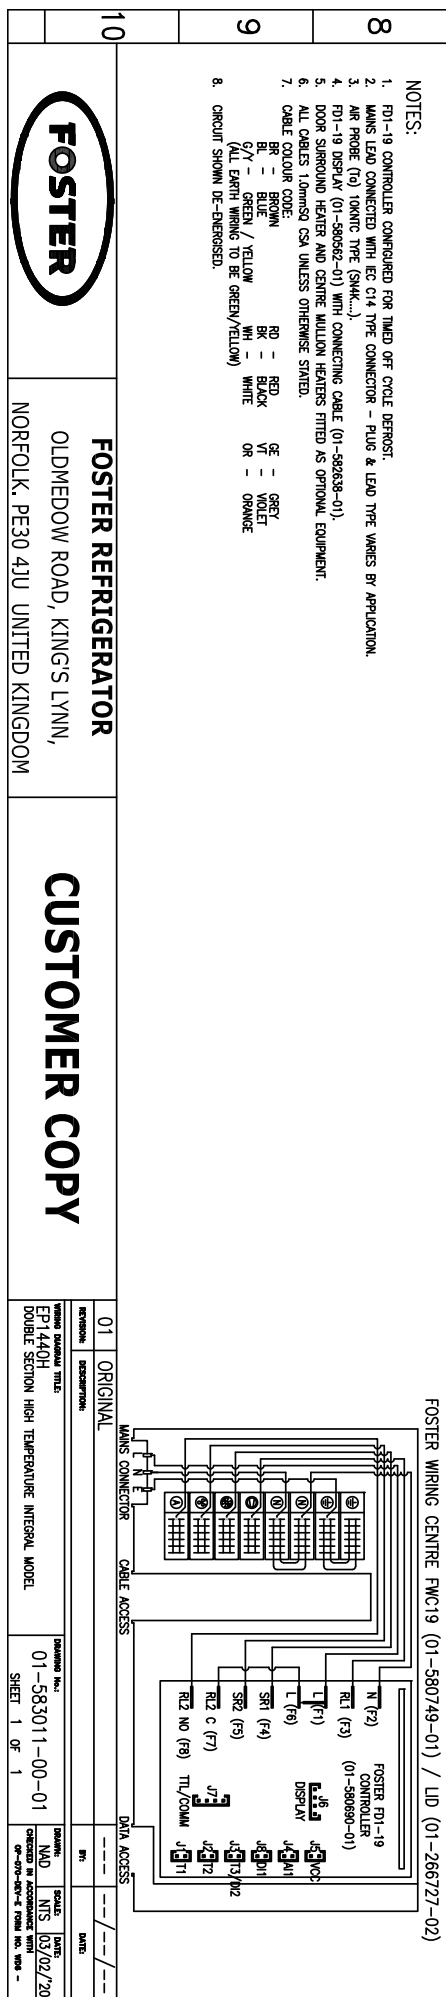 8
9
10
NOTES:
1. FD1-19 CONTROLLER CONFIGURED FOR TIMED OFF CYCLE DEFROST.
2. MAINS LEAD CONNECTED WITH IEC C14 TYPE CONNECTOR - PLUG & LEAD TYPE VARIES BY APPLICATION.
3. AIR PROBE (Ta) 10KNTC TYPE (SN4K....).
4. FD1-19 DISPLAY (01-580562-01) WITH CONNECTING CABLE (01-582638-01).
5. DOOR SURROUND HEATER AND CENTRE MULLION HEATERS FITTED AS OPTIONAL EQUIPMENT.
6. ALL CABLES 1.0mmSQ CSA UNLESS OTHERWISE STATED.
7. CABLE COLOUR CODE:
BR - BROWN RD - RED GE - GREY
BL - BLUE BK - BLACK VT - VIOLET
G/Y - GREEN / YELLOW WH - WHITE OR - ORANGE
(ALL EARTH WIRING TO BE GREEN/YELLOW)
8. CIRCUIT SHOWN DE-ENERGISED.
FOSTER WIRING CENTRE FWC19 (01-580749-01) / LID (01-266727-02)
FOSTER FD1-19
CONTROLLER
(01-580690-01)
N (F2)
RL1 (F3)
L (F1)
L (F6)
SR1 (F4)
SR2 (F5)
RL2 C (F7)
RL2 NO (F8)
J6
DISPLAY
J7
TTL/COMM
J5 VCC
J4 AI1
J8 DI1
J3 T3/DI2
J2 T2
J1 T1
N
N
A
L
N
E
MAINS CONNECTOR
CABLE ACCESS
DATA ACCESS
FOSTER
FOSTER REFRIGERATOR
OLDMEDOW ROAD, KING'S LYNN,
NORFOLK. PE30 4JU UNITED KINGDOM
CUSTOMER COPY
01 ORIGINAL --- --/--/--
REVISION: DESCRIPTION: BY: DATE:
WIRING DIAGRAM TITLE:
EP1440H
DOUBLE SECTION HIGH TEMPERATURE INTEGRAL MODEL
DRAWING No.:
01-583011-00-01
SHEET 1 OF 1
DRAWN: SCALE: DATE:
NAD NTS 03/02/'20
CHECKED IN ACCORDANCE WITH